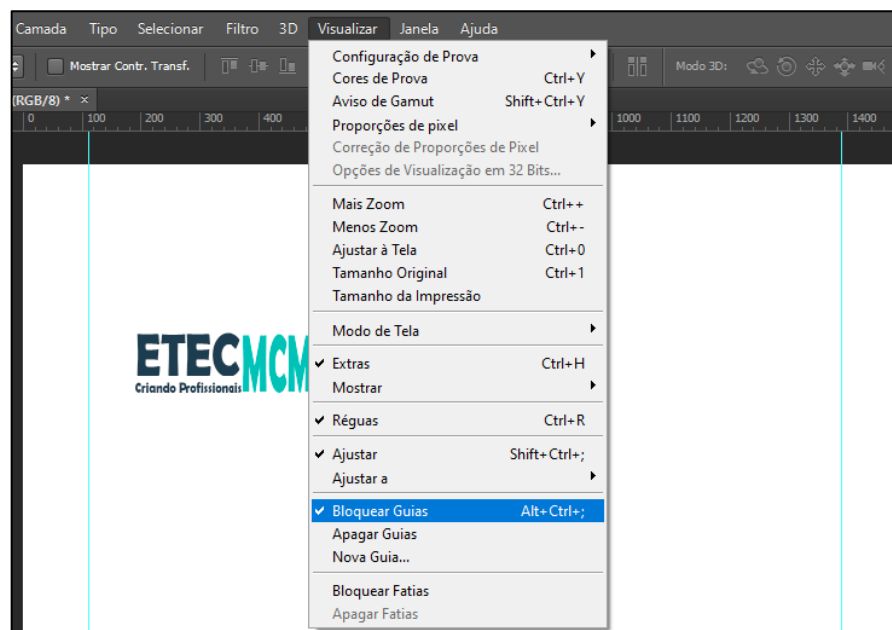 Camada Tipo Selecionar Filtro 3D Visualizar Janela Ajuda
Mostrar Contr. Transf.
Modo 3D:
(RGB/8) * ×
0 100 200 300 400 1000 1100 1200 1300 1400
Configuração de Prova
Cores de Prova Ctrl+Y
Aviso de Gamut Shift+Ctrl+Y
Proporções de pixel
Correção de Proporções de Pixel
Opções de Visualização em 32 Bits...
Mais Zoom Ctrl++
Menos Zoom Ctrl+-
Ajustar à Tela Ctrl+0
Tamanho Original Ctrl+1
Tamanho da Impressão
Modo de Tela
Extras Ctrl+H
Mostrar
Réguas Ctrl+R
Ajustar Shift+Ctrl+;
Ajustar a
Bloquear Guias Alt+Ctrl+;
Apagar Guias
Nova Guia...
Bloquear Fatias
Apagar Fatias
ETECMCM
Criando Profissionais